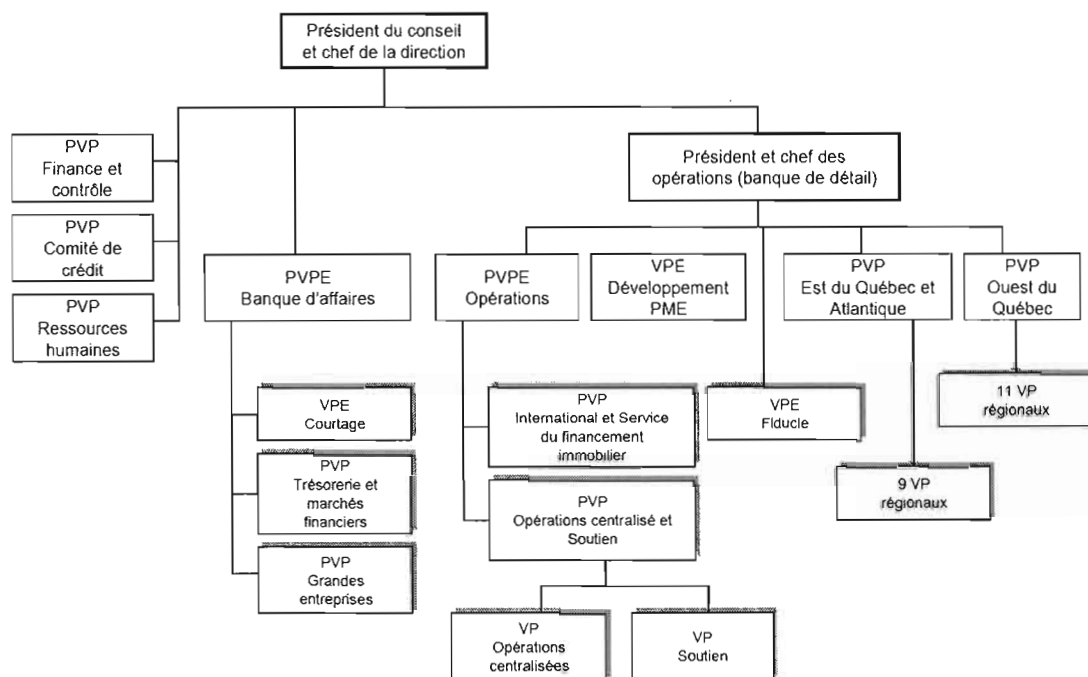 Président du conseil
et chef de la direction
PVP
Finance et
contrôle
Président et chef des
opérations (banque de détail)
PVP
Comité de
crédit
PVP
Ressources
humaines
PVPE
Banque d'affaires
PVPE
Opérations
VPE
Développement
PME
PVP
Est du Québec et
Atlantique
PVP
Ouest du
Québec
VPE
Courtage
PVP
International et Service
du financement
immobilier
VPE
Fiducie
11 VP
régionaux
PVP
Trésorerie et
marchés
financiers
PVP
Opérations centralisé et
Soutien
9 VP
régionaux
PVP
Grandes
entreprises
VP
Opérations
centralisées
VP
Soutien